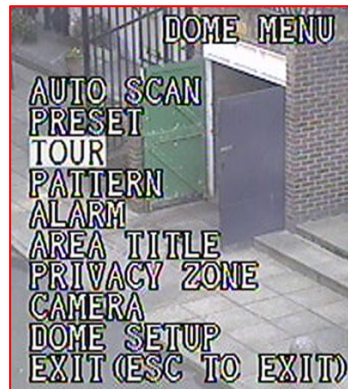 DOME MENU
AUTO SCAN
PRESET
TOUR
PATTERN
ALARM
AREA TITLE
PRIVACY ZONE
CAMERA
DOME SETUP
EXIT(ESC TO EXIT)